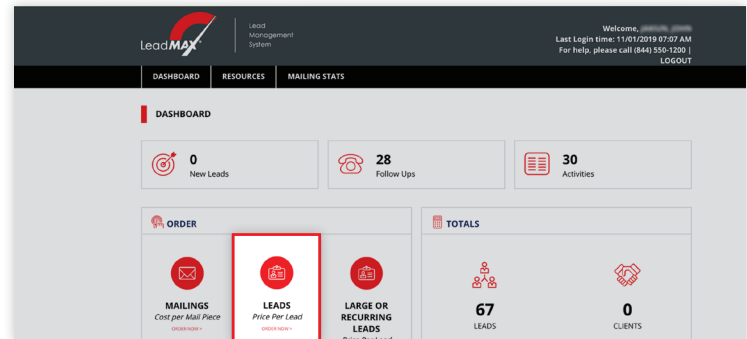 LeadMAX
Lead
Management
System
Welcome,
Last Login time: 11/01/2019 07:07 AM
For help, please call (844) 550-1200 |
LOGOUT
DASHBOARD RESOURCES MAILING STATS
DASHBOARD
0
New Leads
28
Follow Ups
30
Activities
ORDER
MAILINGS
Cost per Mail Piece
ORDER NOW >
LEADS
Price Per Lead
ORDER NOW >
LARGE OR
RECURRING
LEADS
Price Per Lead
TOTALS
67
LEADS
0
CLIENTS